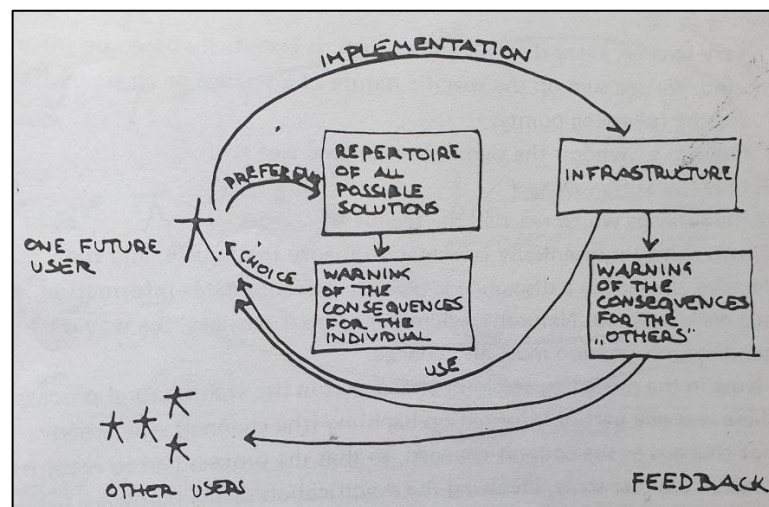 IMPLEMENTATION
PREFERENCE
REPERTOIRE
OF ALL
POSSIBLE
SOLUTIONS
INFRASTRUCTURE
ONE FUTURE
USER
CHOICE
WARNING
OF THE
CONSEQUENCES
FOR THE
INDIVIDUAL
WARNING
OF THE
CONSEQUENCES
FOR THE
„OTHERS"
USE
OTHER USERS
FEEDBACK